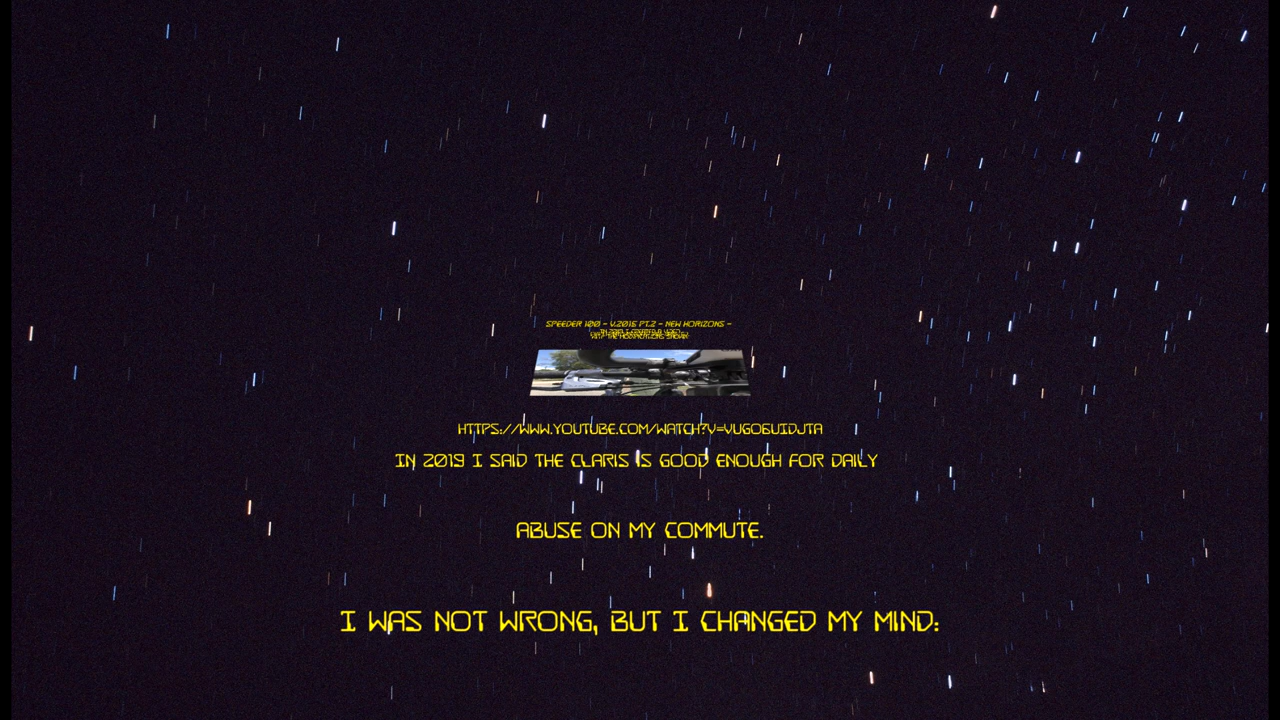 SPEEDER 100 - V.2015 PT.2 - NEW HORIZONS -
HTTPS://WWW.YOUTUBE.COM/WATCH?V=VUGO6UIDJTA
IN 2019 I SAID THE CLARIS IS GOOD ENOUGH FOR DAILY
ABUSE ON MY COMMUTE.
I WAS NOT WRONG, BUT I CHANGED MY MIND: